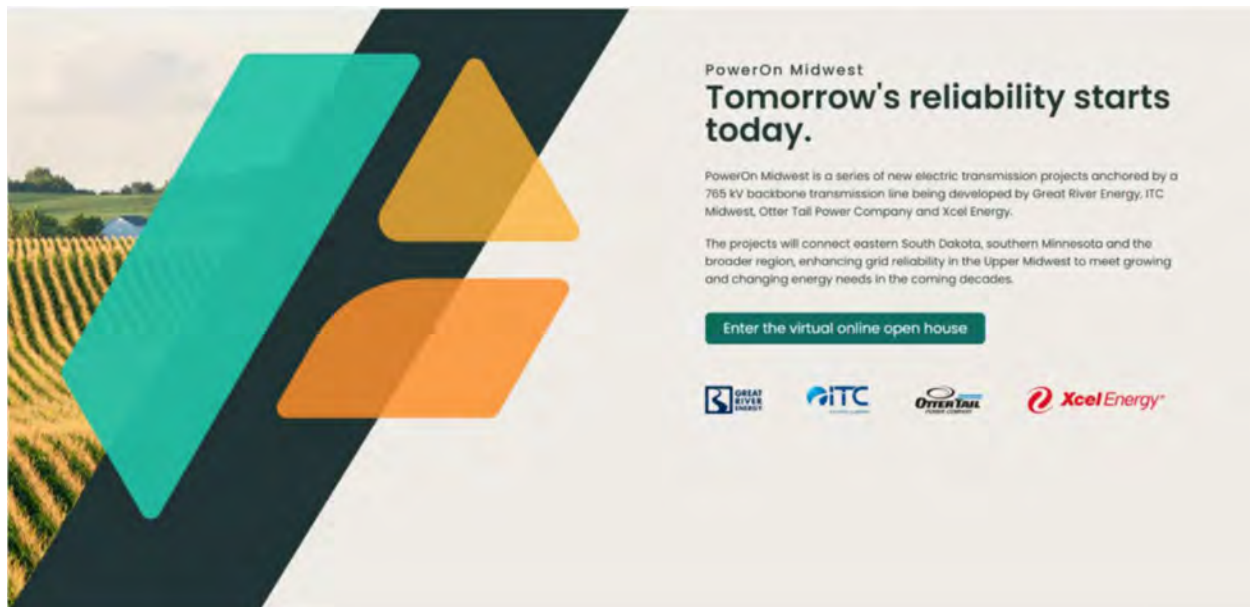 PowerOn Midwest
Tomorrow's reliability starts
today.
PowerOn Midwest is a series of new electric transmission projects anchored by a
765 kV backbone transmission line being developed by Great River Energy, ITC
Midwest, Otter Tail Power Company and Xcel Energy.
The projects will connect eastern South Dakota, southern Minnesota and the
broader region, enhancing grid reliability in the Upper Midwest to meet growing
and changing energy needs in the coming decades.
Enter the virtual online open house
GREAT
RIVER
ENERGY
ITC
OTTER TAIL
POWER COMPANY
Xcel Energy